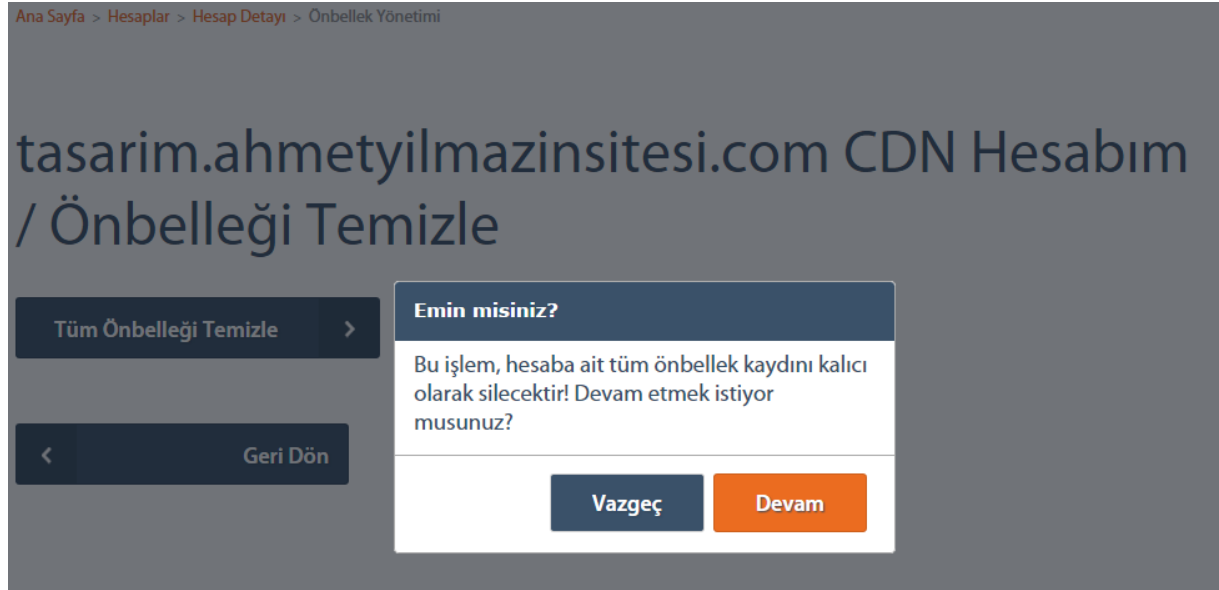 Ana Sayfa > Hesaplar > Hesap Detayı > Önbellek Yönetimi
tasarim.ahmetyilmazinsitesi.com CDN Hesabım
/ Önbelleği Temizle
Tüm Önbelleği Temizle >
Emin misiniz?
Bu işlem, hesaba ait tüm önbellek kaydını kalıcı
olarak silecektir! Devam etmek istiyor
musunuz?
< Geri Dön
Vazgeç
Devam